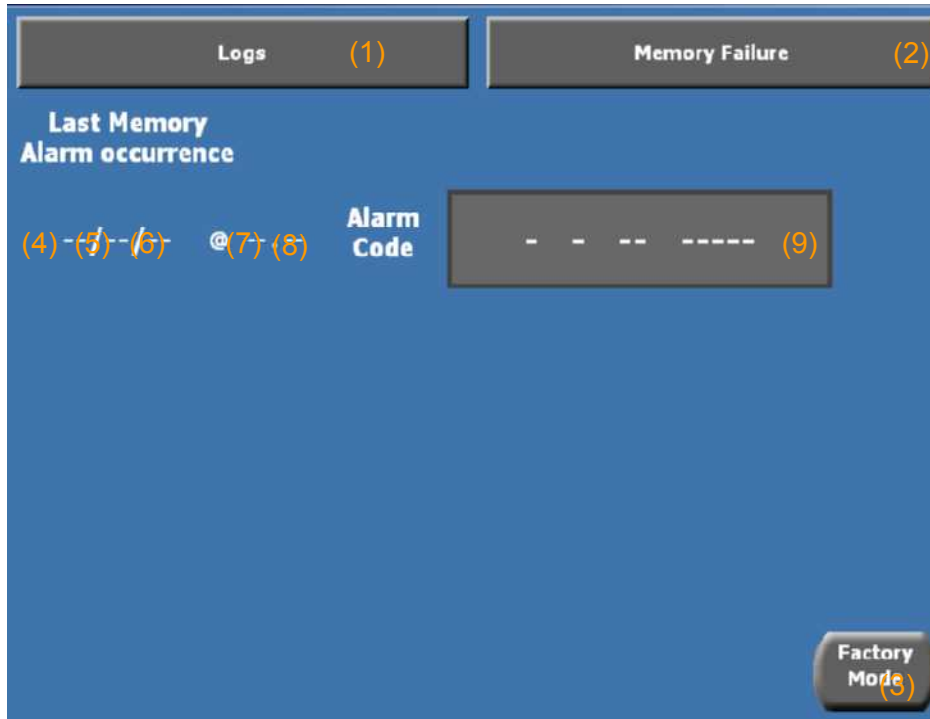 Logs (1)
Memory Failure (2)
Last Memory
Alarm occurrence
(4) --/(5)--/(6)-- @(7)--.(8)--
Alarm
Code
- - -- ----- (9)
Factory
Mode (3)